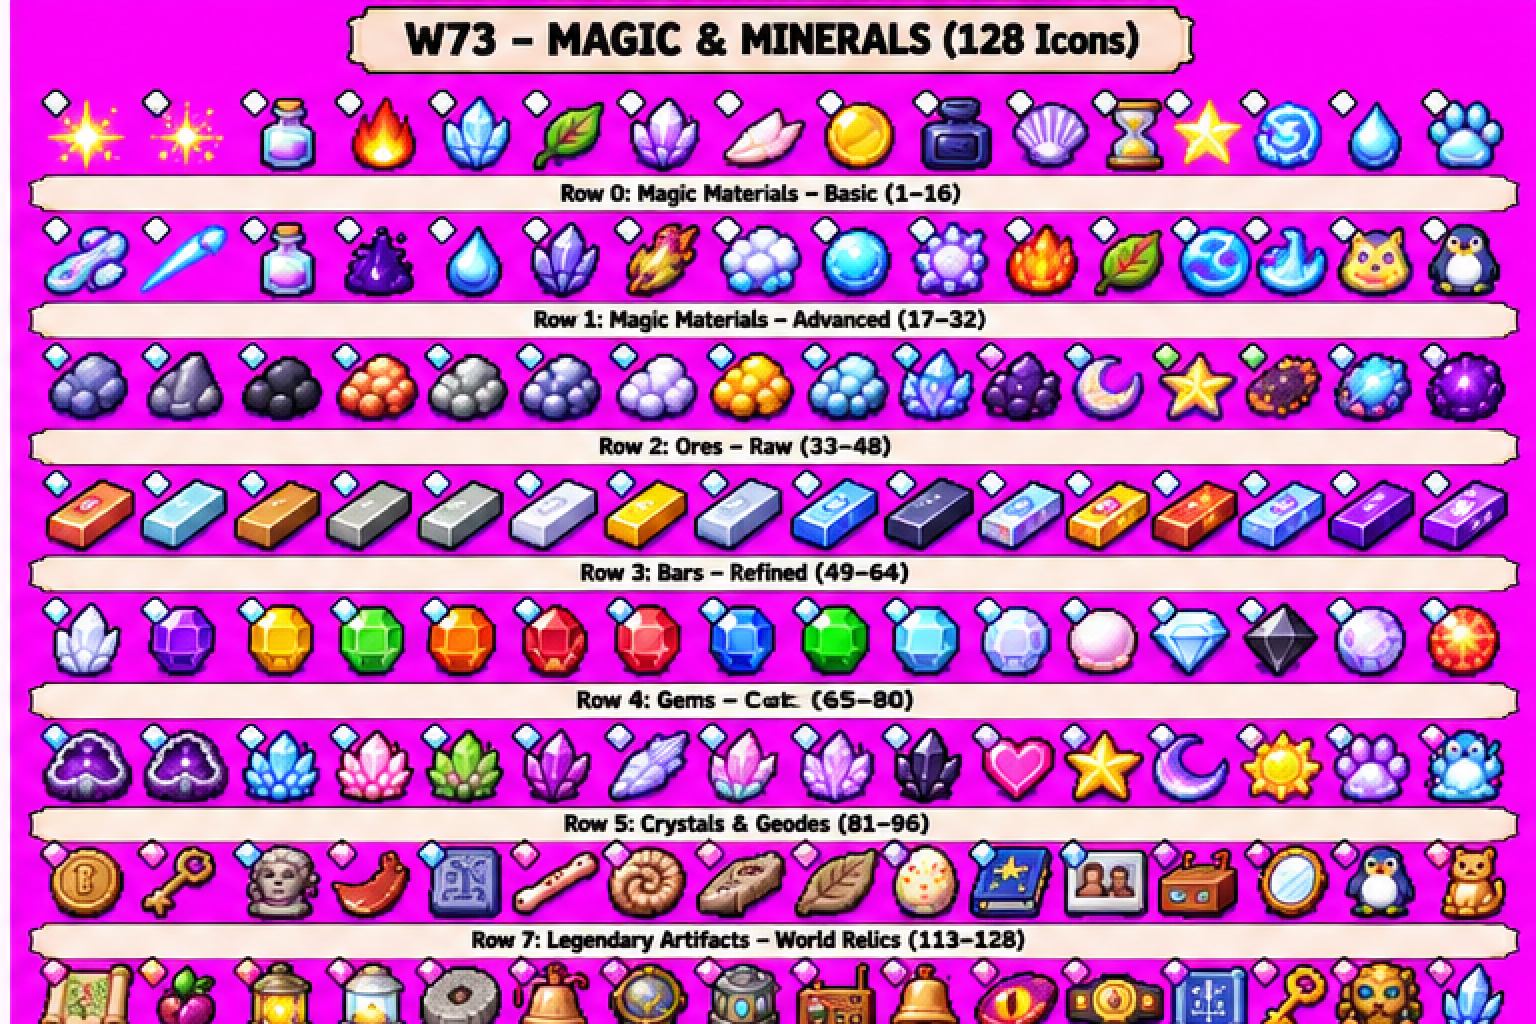 W73 – MAGIC & MINERALS (128 Icons)
Row 0: Magic Materials – Basic (1–16)
Row 1: Magic Materials – Advanced (17–32)
Row 2: Ores – Raw (33–48)
Row 3: Bars – Refined (49–64)
Row 4: Gems – (65–80)
Row 5: Crystals & Geodes (81–96)
Row 7: Legendary Artifacts – World Relics (113–128)